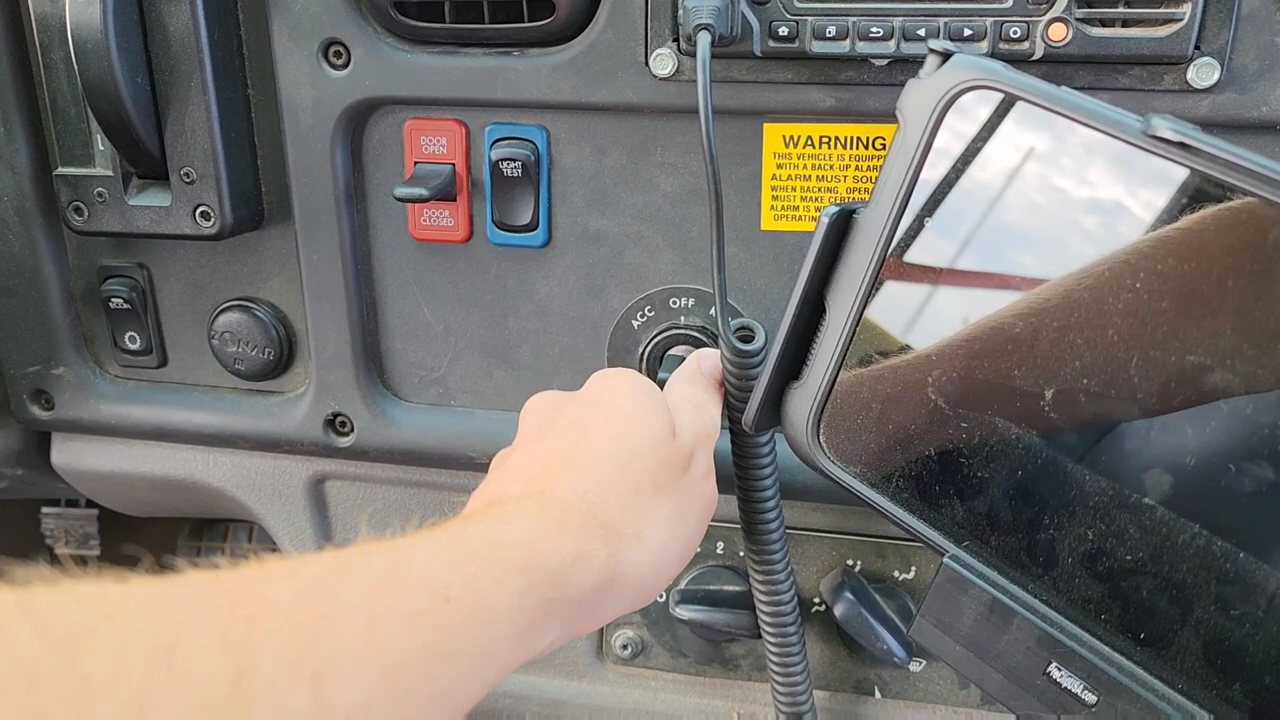 DOOR
OPEN
DOOR
CLOSED
LIGHT
TEST
WARNING
THIS VEHICLE IS EQUIPP
WITH A BACK-UP ALAR
ALARM MUST SOU
WHEN BACKING, OPER
MUST MAKE CERTAIN
ALARM IS W
OPERATIN
ACC OFF
ZONAR
2
ProClipUSA.com